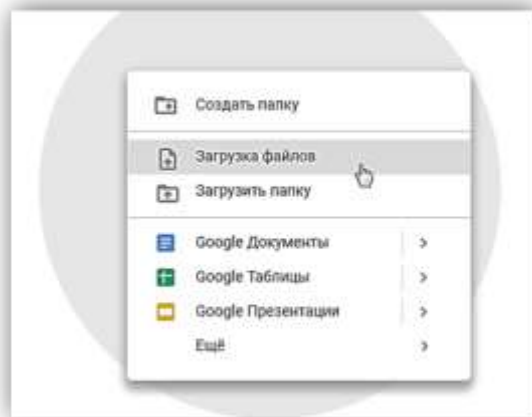 Создать папку
Загрузка файлов
Загрузить папку
Google Документы
Google Таблицы
Google Презентации
Ещё